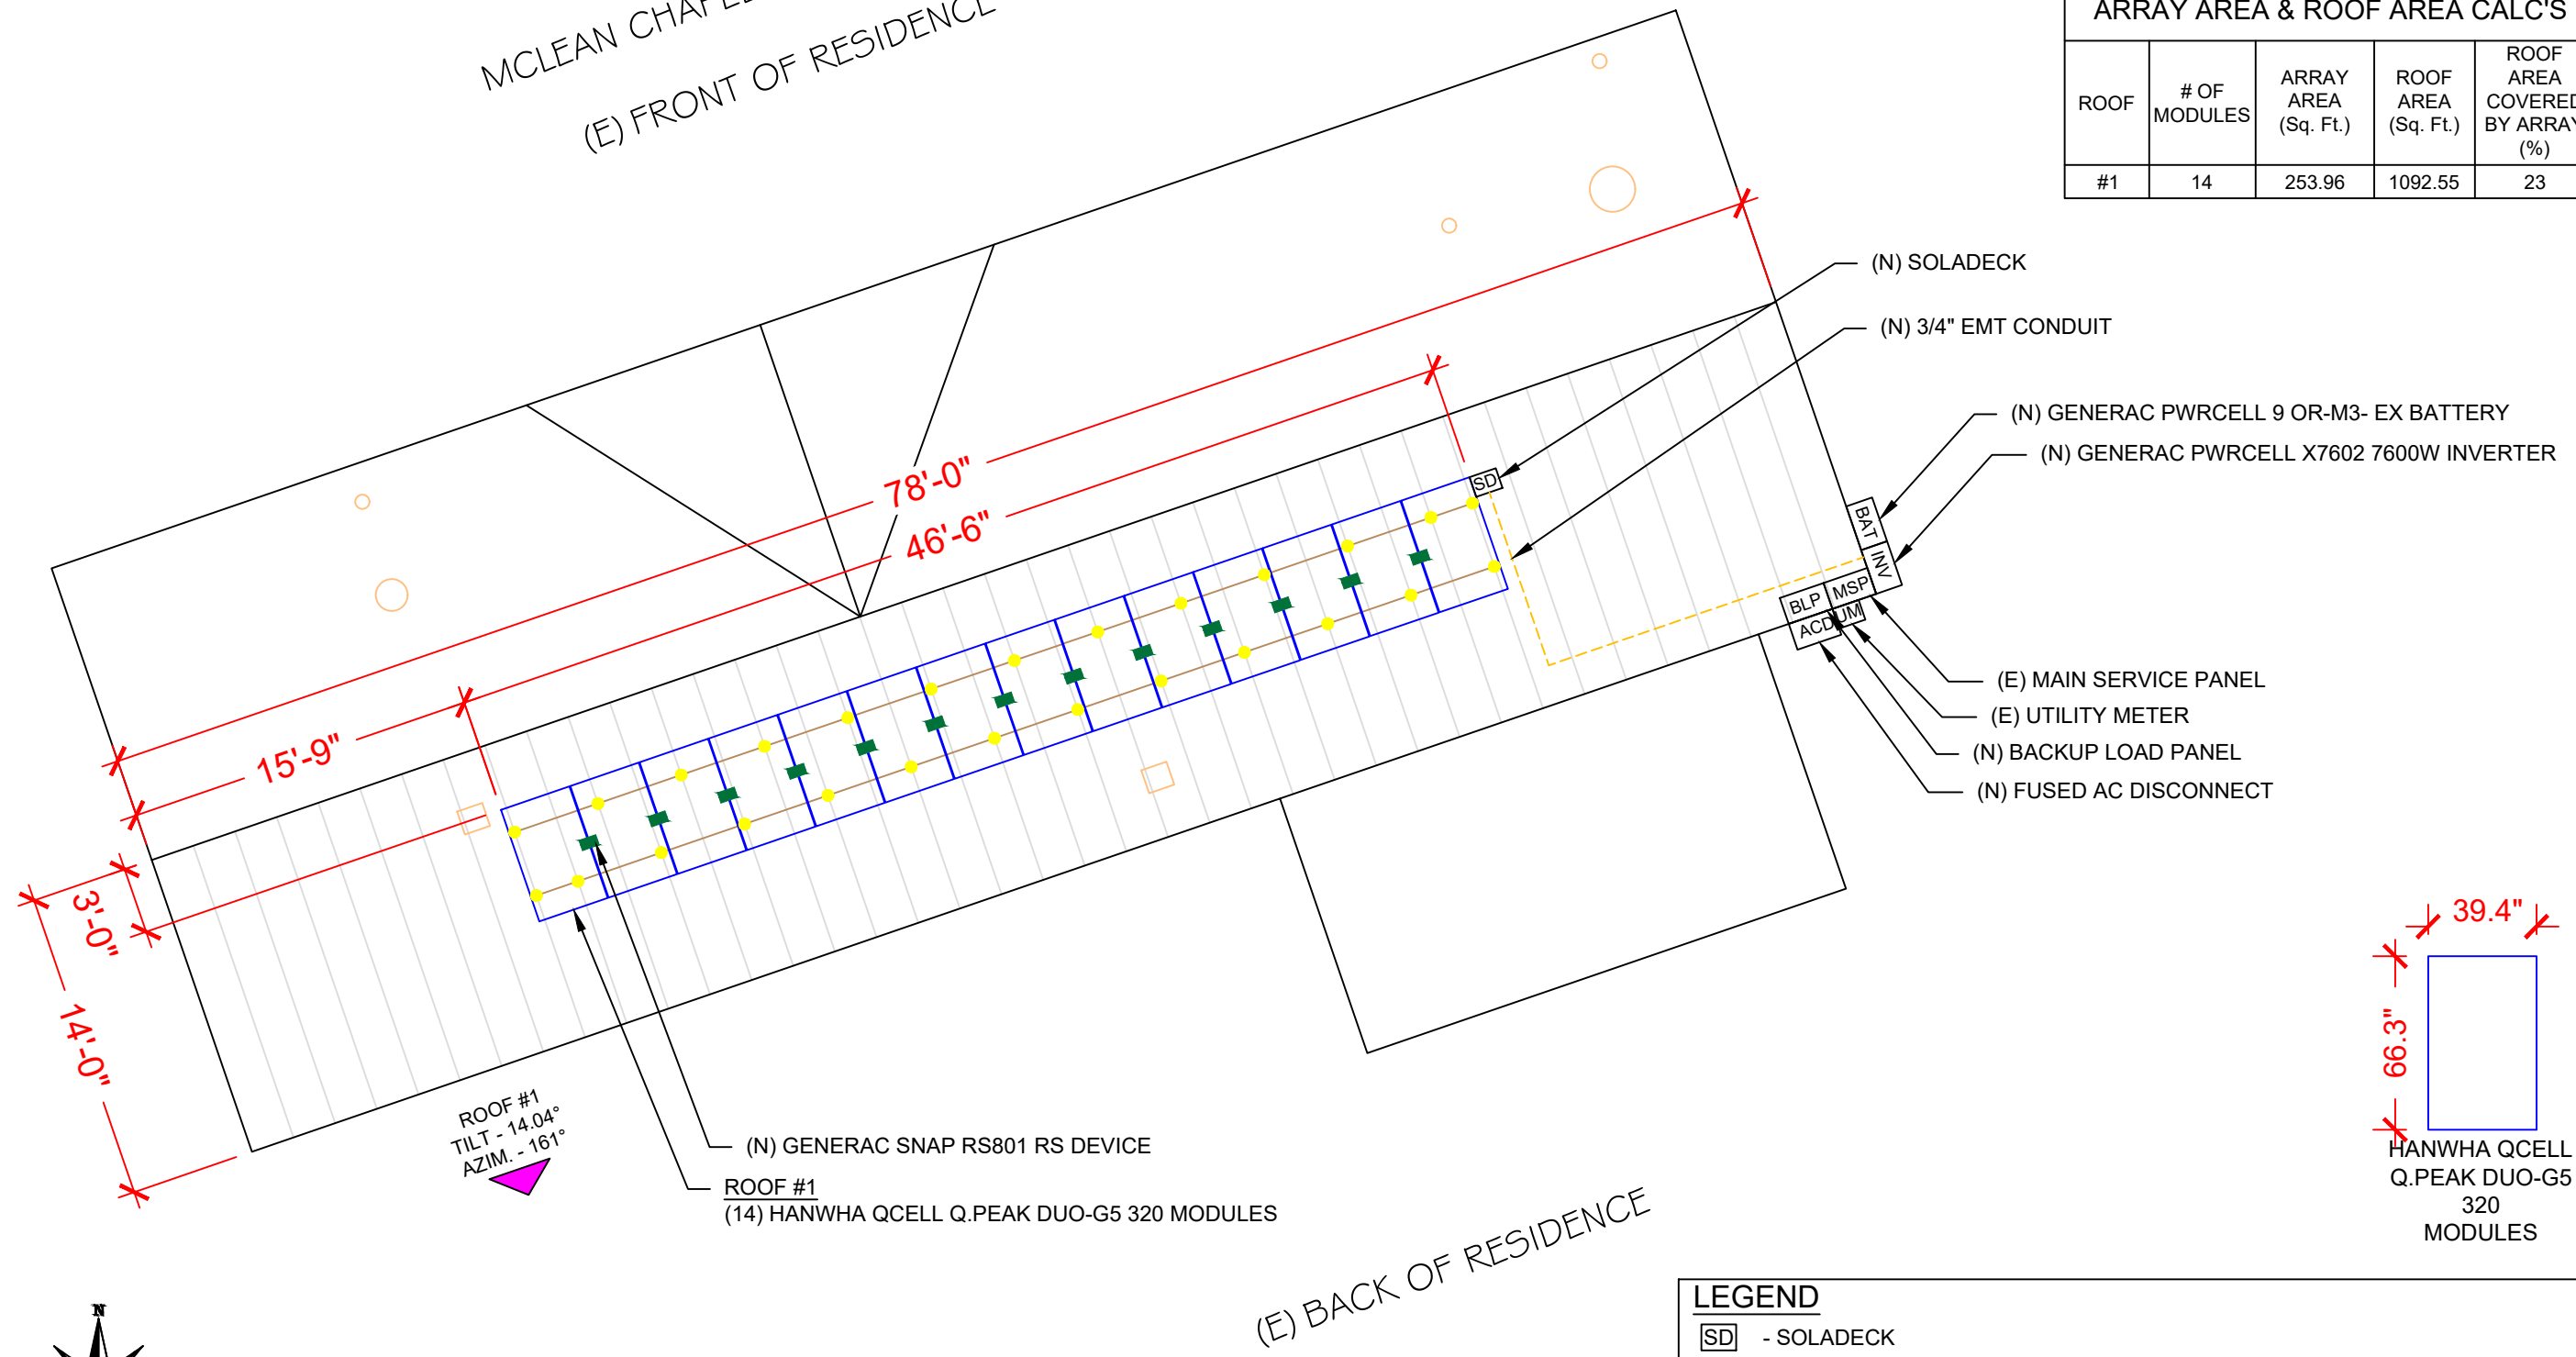 MCLEAN CHAPEL
(E) FRONT OF RESIDENCE
ARRAY AREA & ROOF AREA CALC'S
ROOF
# OF
MODULES
ARRAY
AREA
(Sq. Ft.)
ROOF
AREA
(Sq. Ft.)
ROOF
AREA
COVERED
BY ARRAY
(%)
#1 14 253.96 1092.55 23
(N) SOLADECK
(N) 3/4" EMT CONDUIT
(N) GENERAC PWRCELL 9 OR-M3- EX BATTERY
(N) GENERAC PWRCELL X7602 7600W INVERTER
78'-0"
46'-6"
15'-9"
3'-0"
14'-0"
SD
BAT
INV
MSP
BLP
UM
ACD
(E) MAIN SERVICE PANEL
(E) UTILITY METER
(N) BACKUP LOAD PANEL
(N) FUSED AC DISCONNECT
39.4"
66.3"
HANWHA QCELL
Q.PEAK DUO-G5
320
MODULES
ROOF #1
TILT - 14.04°
AZIM. - 161°
(N) GENERAC SNAP RS801 RS DEVICE
ROOF #1
(14) HANWHA QCELL Q.PEAK DUO-G5 320 MODULES
(E) BACK OF RESIDENCE
N
LEGEND
SD - SOLADECK